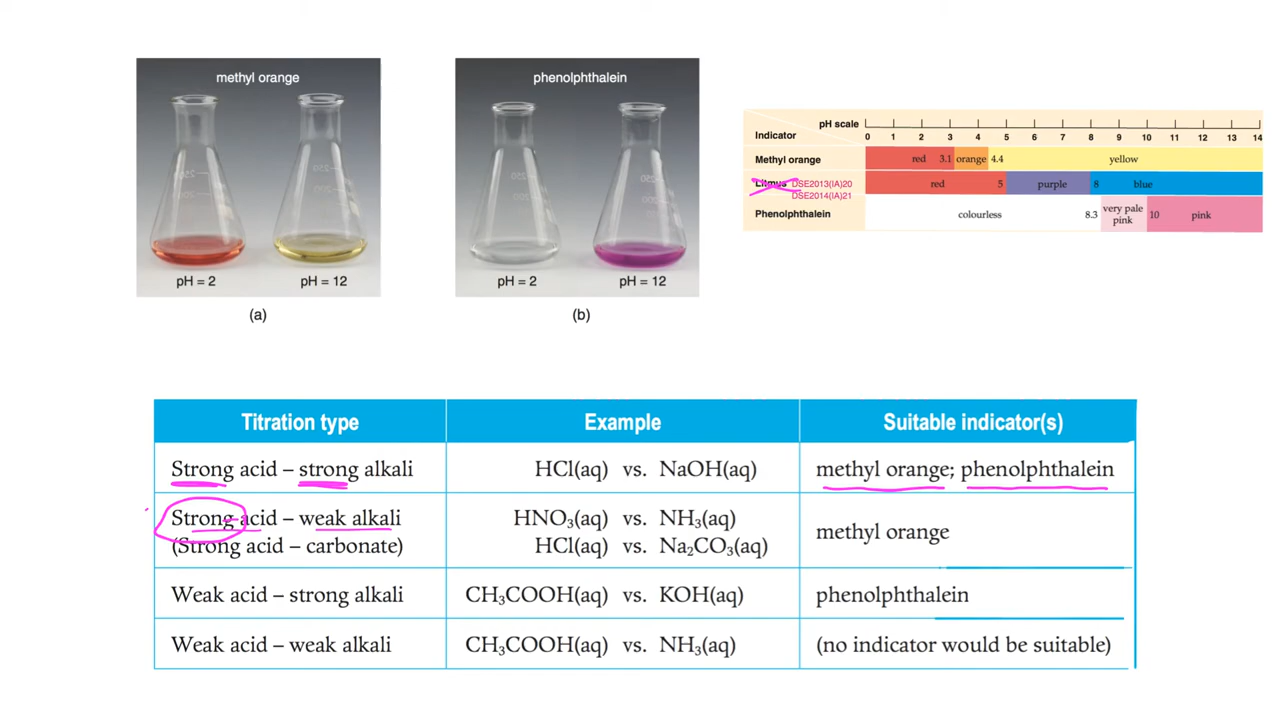 methyl orange
pH = 2 pH = 12
(a)
phenolphthalein
pH = 2 pH = 12
(b)
pH scale
Indicator 0 1 2 3 4 5 6 7 8 9 10 11 12 13 14
Methyl orange red 3.1 orange 4.4 yellow
Litmus DSE2013(IA)20 red 5 purple 8 blue
DSE2014(IA)21
Phenolphthalein colourless 8.3 very pale pink 10 pink
Titration type Example Suitable indicator(s)
Strong acid – strong alkali HCl(aq) vs. NaOH(aq) methyl orange; phenolphthalein
Strong acid – weak alkali HNO₃(aq) vs. NH₃(aq)
(Strong acid – carbonate) HCl(aq) vs. Na₂CO₃(aq) methyl orange
Weak acid – strong alkali CH₃COOH(aq) vs. KOH(aq) phenolphthalein
Weak acid – weak alkali CH₃COOH(aq) vs. NH₃(aq) (no indicator would be suitable)